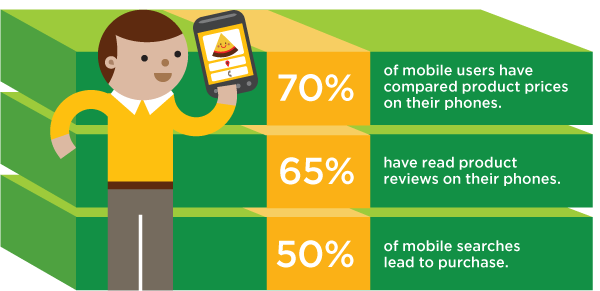 70%
of mobile users have
compared product prices
on their phones.
65%
have read product
reviews on their phones.
50%
of mobile searches
lead to purchase.